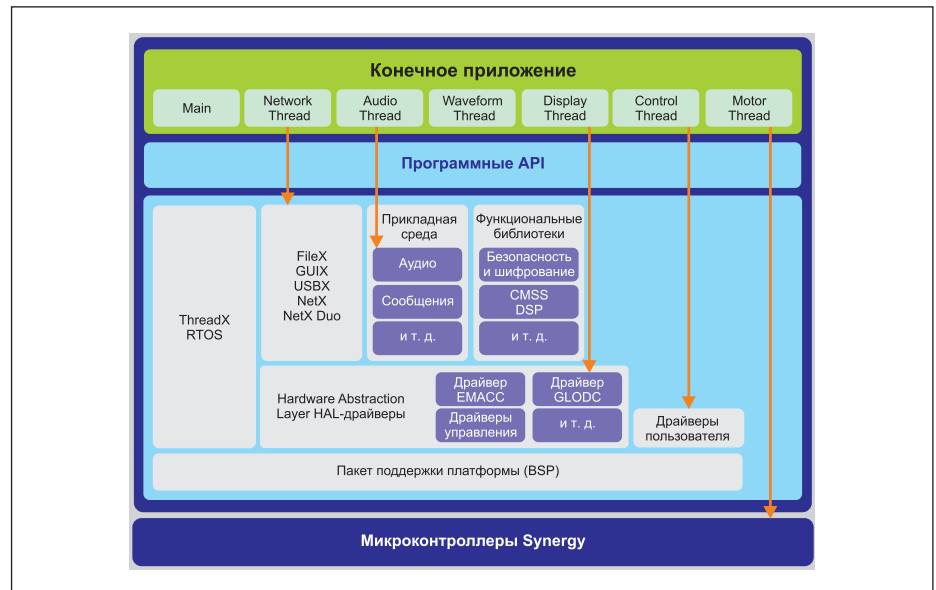 Конечное приложение
Main
Network
Thread
Audio
Thread
Waveform
Thread
Display
Thread
Control
Thread
Motor
Thread
Программные API
ThreadX
RTOS
FileX
GUIX
USBX
NetX
NetX Duo
Прикладная
среда
Аудио
Сообщения
и т. д.
Функциональные
библиотеки
Безопасность
и шифрование
CMSS
DSP
и т. д.
Hardware Abstraction
Layer HAL-драйверы
Драйвер
EMACC
Драйвер
GLODC
Драйверы
управления
и т. д.
Драйверы
пользователя
Пакет поддержки платформы (BSP)
Микроконтроллеры Synergy